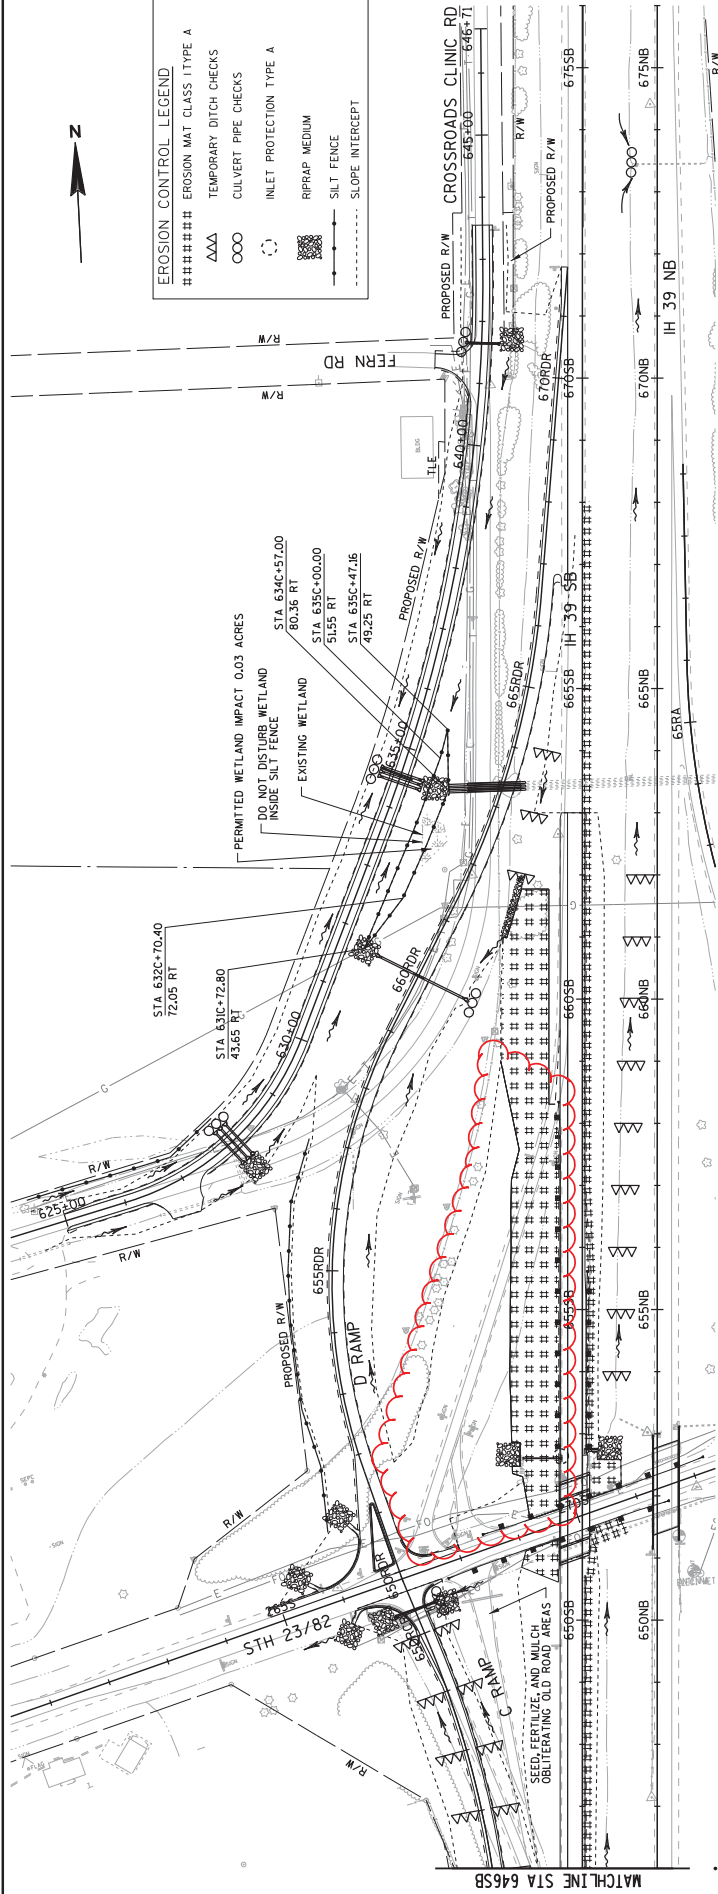 N
EROSION CONTROL LEGEND
EROSION MAT CLASS I TYPE A
TEMPORARY DITCH CHECKS
CULVERT PIPE CHECKS
INLET PROTECTION TYPE A
RIPRAP MEDIUM
SILT FENCE
SLOPE INTERCEPT
CROSSROADS CLINIC RD
645+00
646+71
R/W
PROPOSED R/W
PROPOSED R/W
675SB
675NB
R/W
IH 39 NB
R/W
R/W
FERN RD
BLDG
TLE
640+00
670RDR
670SB
670NB
PROPOSED R/W
STA 634C+57.00
80.36 RT
STA 635C+00.00
51.55 RT
STA 635C+47.16
49.25 RT
PERMITTED WETLAND IMPACT 0.03 ACRES
DO NOT DISTURB WETLAND
INSIDE SILT FENCE
EXISTING WETLAND
635+00
665RDR
IH 39 SB
665SB
665NB
65RA
STA 632C+70.40
72.05 RT
STA 631C+72.80
43.65 RT
630+00
660RDR
660SB
660NB
G
G
R/W
625+00
R/W
PROPOSED R/W
655RDR
D RAMP
655SB
655NB
SIGN
R/W
650RDR
STH 23/82
C RAMP
SEED, FERTILIZE, AND MULCH
OBLITERATING OLD ROAD AREAS
650SB
650NB
R/W
MATCHLINE STA 646SB